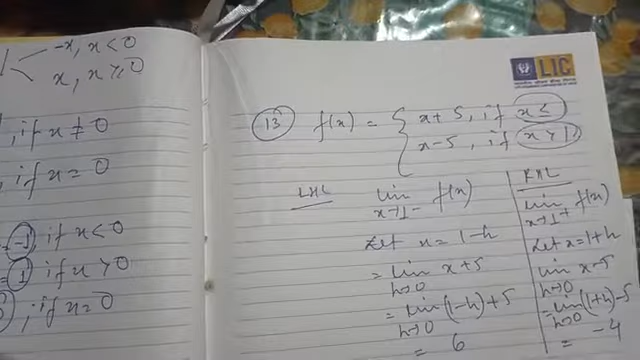 -x, x < 0
x, x ≥ 0
, if x ≠ 0
, if x = 0
= -1 if x < 0
= 1 if x > 0
; if x = 0
LIC
13 f(x) = { x + 5, if x ≤
x - 5, if x > 1
LHL
lim f(x)
x→1-
Let x = 1 - h
= lim x + 5
h→0
= lim (1 - h) + 5
h→0
= 6
RHL
lim f(x)
x→1+
Let x = 1 + h
lim x - 5
h→0
= lim (1 + h) - 5
h→0
= -4